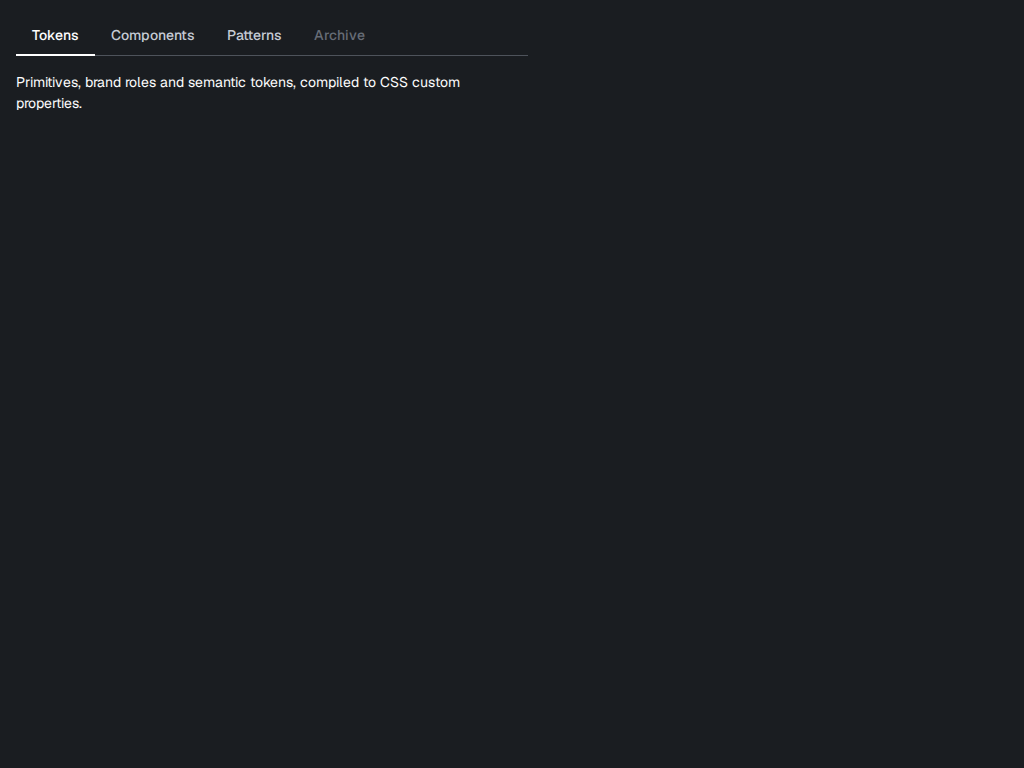 Tokens Components Patterns Archive
Primitives, brand roles and semantic tokens, compiled to CSS custom
properties.